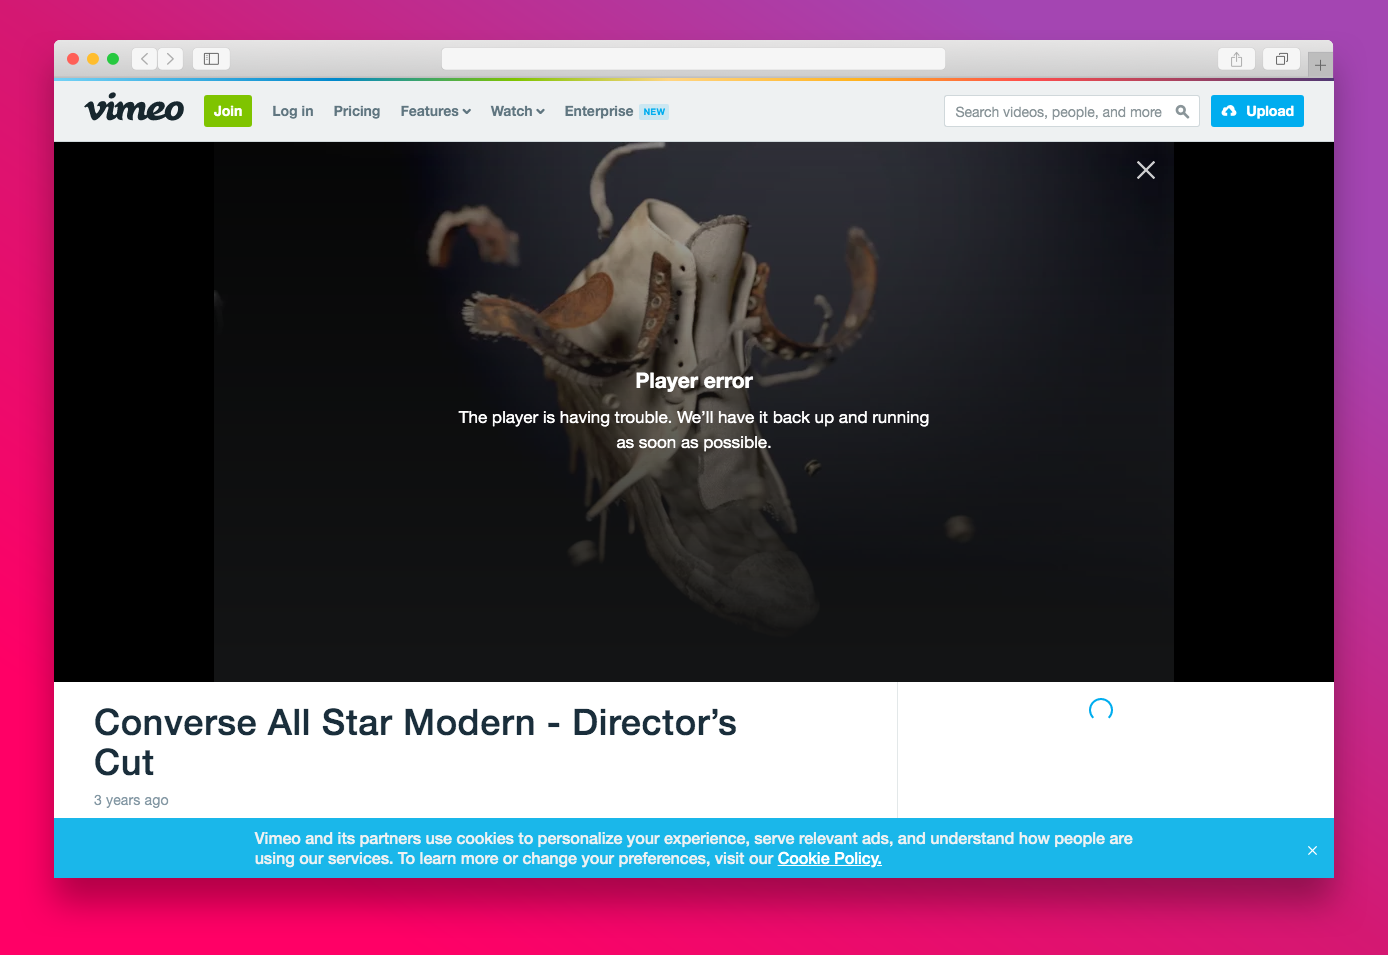 vimeo
Join
Log in
Pricing
Features
Watch
Enterprise NEW
Search videos, people, and more
Upload
Player error
The player is having trouble. We’ll have it back up and running
as soon as possible.
Converse All Star Modern - Director’s
Cut
3 years ago
Vimeo and its partners use cookies to personalize your experience, serve relevant ads, and understand how people are
using our services. To learn more or change your preferences, visit our Cookie Policy.